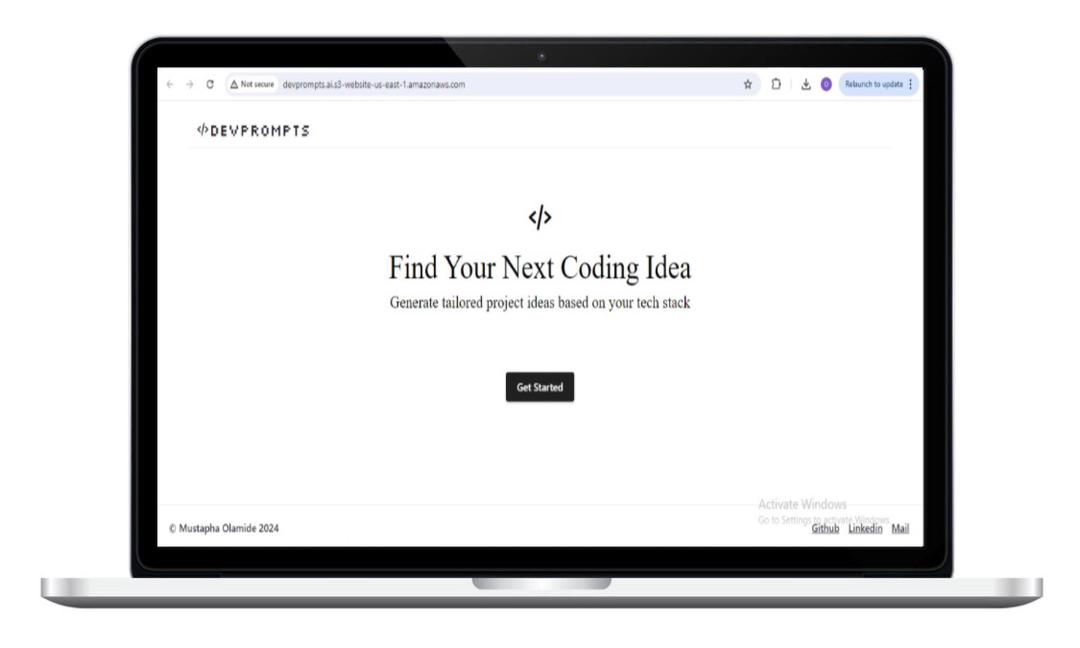 Not secure devprompts.ai.s3-website-us-east-1.amazonaws.com Relaunch to update
</>DEVPROMPTS
</>
Find Your Next Coding Idea
Generate tailored project ideas based on your tech stack
Get Started
Activate Windows
Go to Settings to activate Windows.
© Mustapha Olamide 2024 Github Linkedin Mail